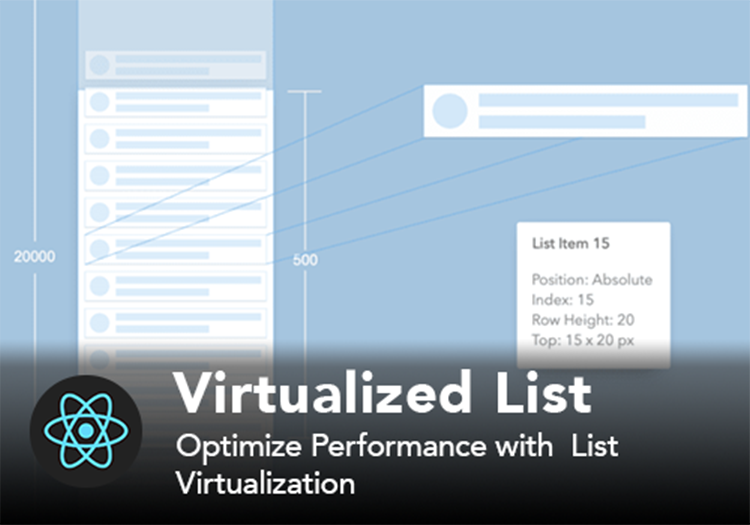 20000
500
List Item 15
Position: Absolute
Index: 15
Row Height: 20
Top: 15 x 20 px
Virtualized List
Optimize Performance with List
Virtualization